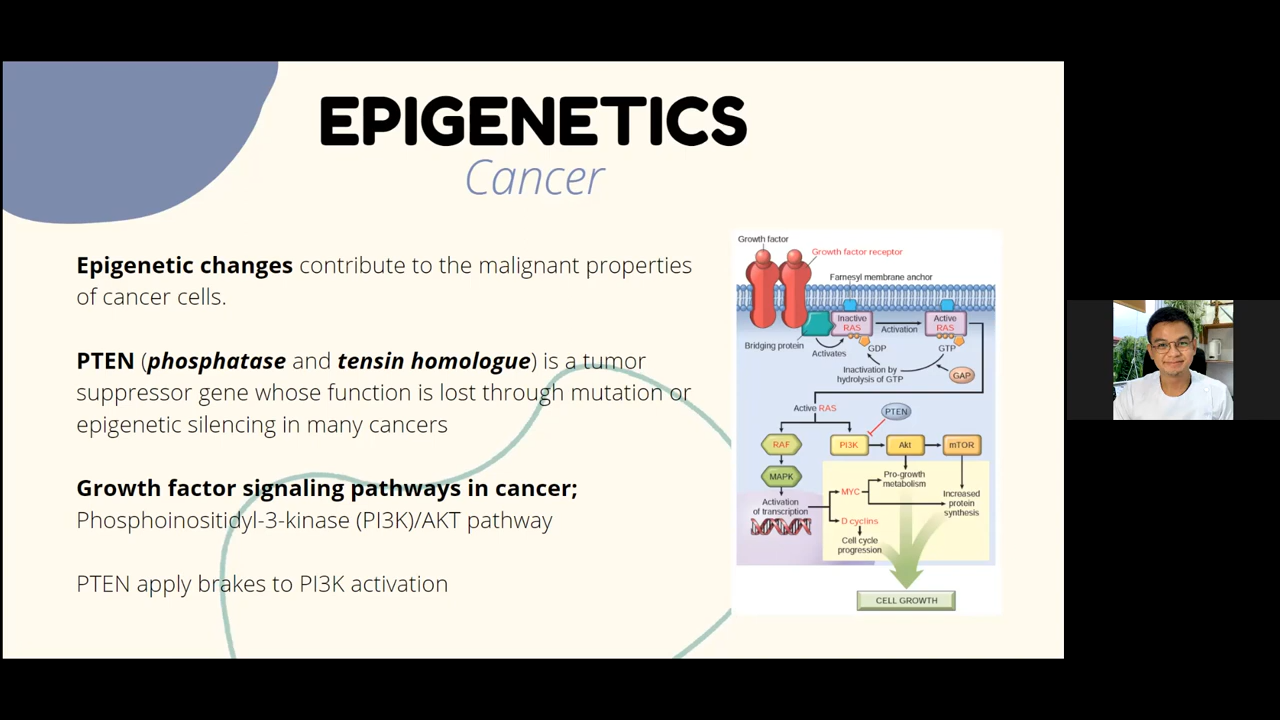 EPIGENETICS
Cancer
Epigenetic changes contribute to the malignant properties
of cancer cells.
PTEN (phosphatase and tensin homologue) is a tumor
suppressor gene whose function is lost through mutation or
epigenetic silencing in many cancers
Growth factor signaling pathways in cancer;
Phosphoinositidyl-3-kinase (PI3K)/AKT pathway
PTEN apply brakes to PI3K activation
Growth factor
Growth factor receptor
Farnesyl membrane anchor
Inactive
RAS
Active
RAS
Activation
Bridging protein
Activates
GDP
GTP
Inactivation by
hydrolysis of GTP
GAP
Active RAS
PTEN
RAF
PI3K
Akt
mTOR
MAPK
Pro-growth
metabolism
Activation
of transcription
MYC
Increased
protein
synthesis
D cyclins
Cell cycle
progression
CELL GROWTH